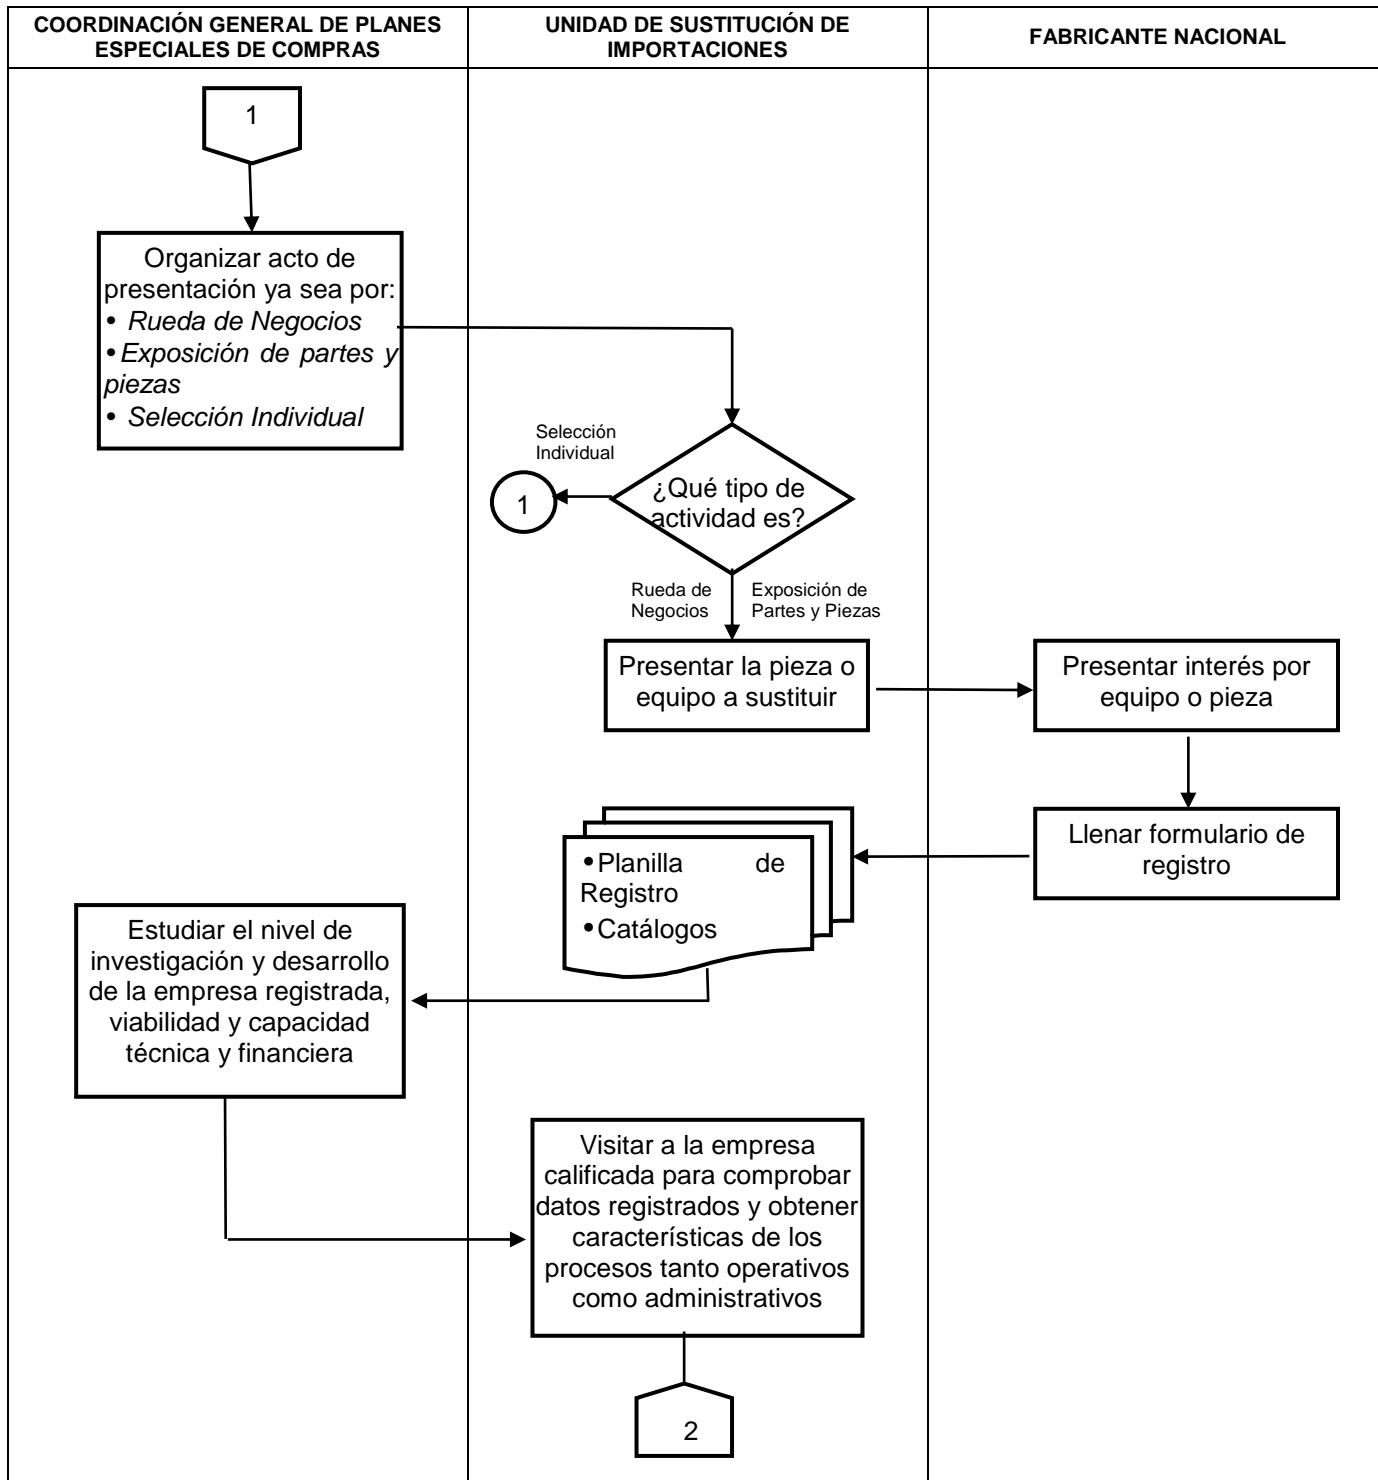 COORDINACIÓN GENERAL DE PLANES
ESPECIALES DE COMPRAS
UNIDAD DE SUSTITUCIÓN DE
IMPORTACIONES
FABRICANTE NACIONAL
1
Organizar acto de
presentación ya sea por:
• Rueda de Negocios
• Exposición de partes y
piezas
• Selección Individual
Selección
Individual
1
¿Qué tipo de
actividad es?
Rueda de
Negocios
Exposición de
Partes y Piezas
Presentar la pieza o
equipo a sustituir
Presentar interés por
equipo o pieza
Llenar formulario de
registro
• Planilla de
Registro
• Catálogos
Estudiar el nivel de
investigación y desarrollo
de la empresa registrada,
viabilidad y capacidad
técnica y financiera
Visitar a la empresa
calificada para comprobar
datos registrados y obtener
características de los
procesos tanto operativos
como administrativos
2